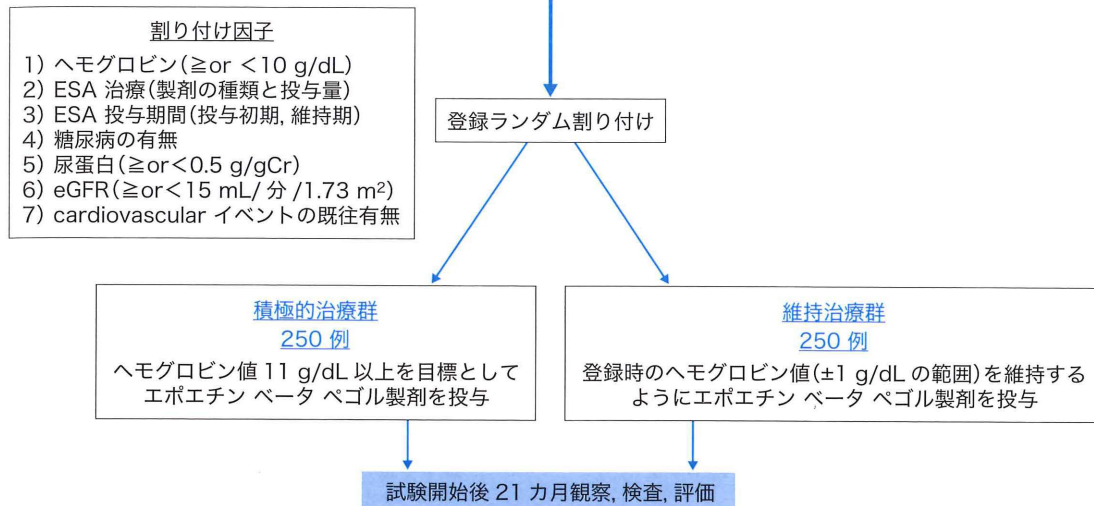 割り付け因子
1) ヘモグロビン(≧or <10 g/dL)
2) ESA 治療(製剤の種類と投与量)
3) ESA 投与期間(投与初期, 維持期)
4) 糖尿病の有無
5) 尿蛋白(≧or<0.5 g/gCr)
6) eGFR(≧or<15 mL/ 分 /1.73 m²)
7) cardiovascular イベントの既往有無
登録ランダム割り付け
積極的治療群
250 例
ヘモグロビン値 11 g/dL 以上を目標として
エポエチン ベータ ペゴル製剤を投与
維持治療群
250 例
登録時のヘモグロビン値(±1 g/dL の範囲)を維持する
ようにエポエチン ベータ ペゴル製剤を投与
試験開始後 21 カ月観察, 検査, 評価